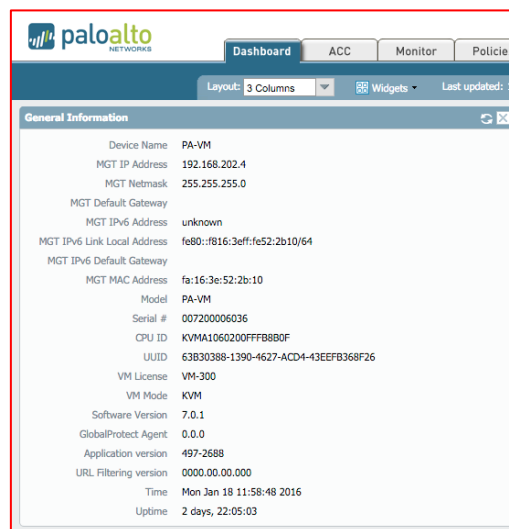 paloalto
NETWORKS
Dashboard ACC Monitor Policie
Layout: 3 Columns Widgets Last updated:
General Information
Device Name PA-VM
MGT IP Address 192.168.202.4
MGT Netmask 255.255.255.0
MGT Default Gateway
MGT IPv6 Address unknown
MGT IPv6 Link Local Address fe80::f816:3eff:fe52:2b10/64
MGT IPv6 Default Gateway
MGT MAC Address fa:16:3e:52:2b:10
Model PA-VM
Serial # 007200006036
CPU ID KVMA1060200FFFB8B0F
UUID 63B30388-1390-4627-ACD4-43EEFB368F26
VM License VM-300
VM Mode KVM
Software Version 7.0.1
GlobalProtect Agent 0.0.0
Application version 497-2688
URL Filtering version 0000.00.00.000
Time Mon Jan 18 11:58:48 2016
Uptime 2 days, 22:05:03